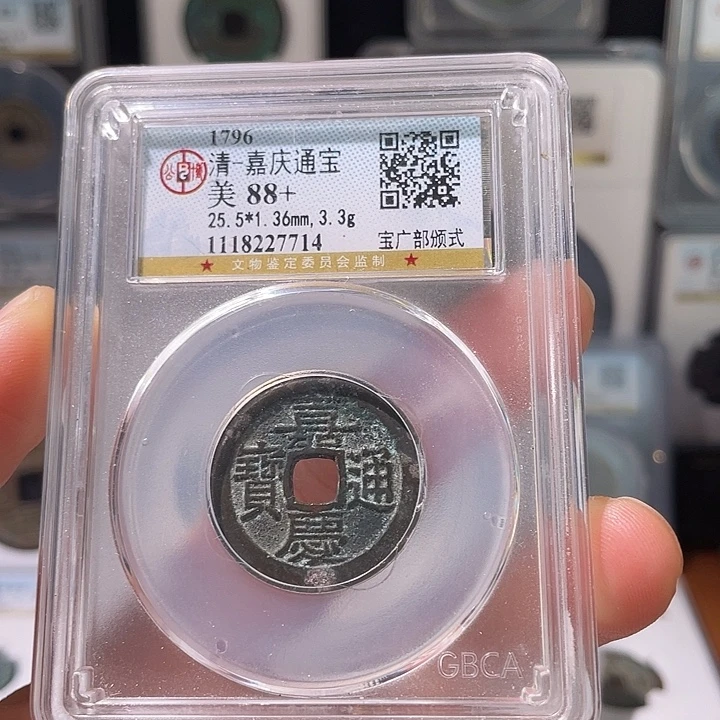 1796
清-嘉庆通宝
美 88+
25.5*1.36mm,3.3g
1118227714 宝广部颁式
★ 文物鉴定委员会监制 ★
嘉慶通寶
GBCA